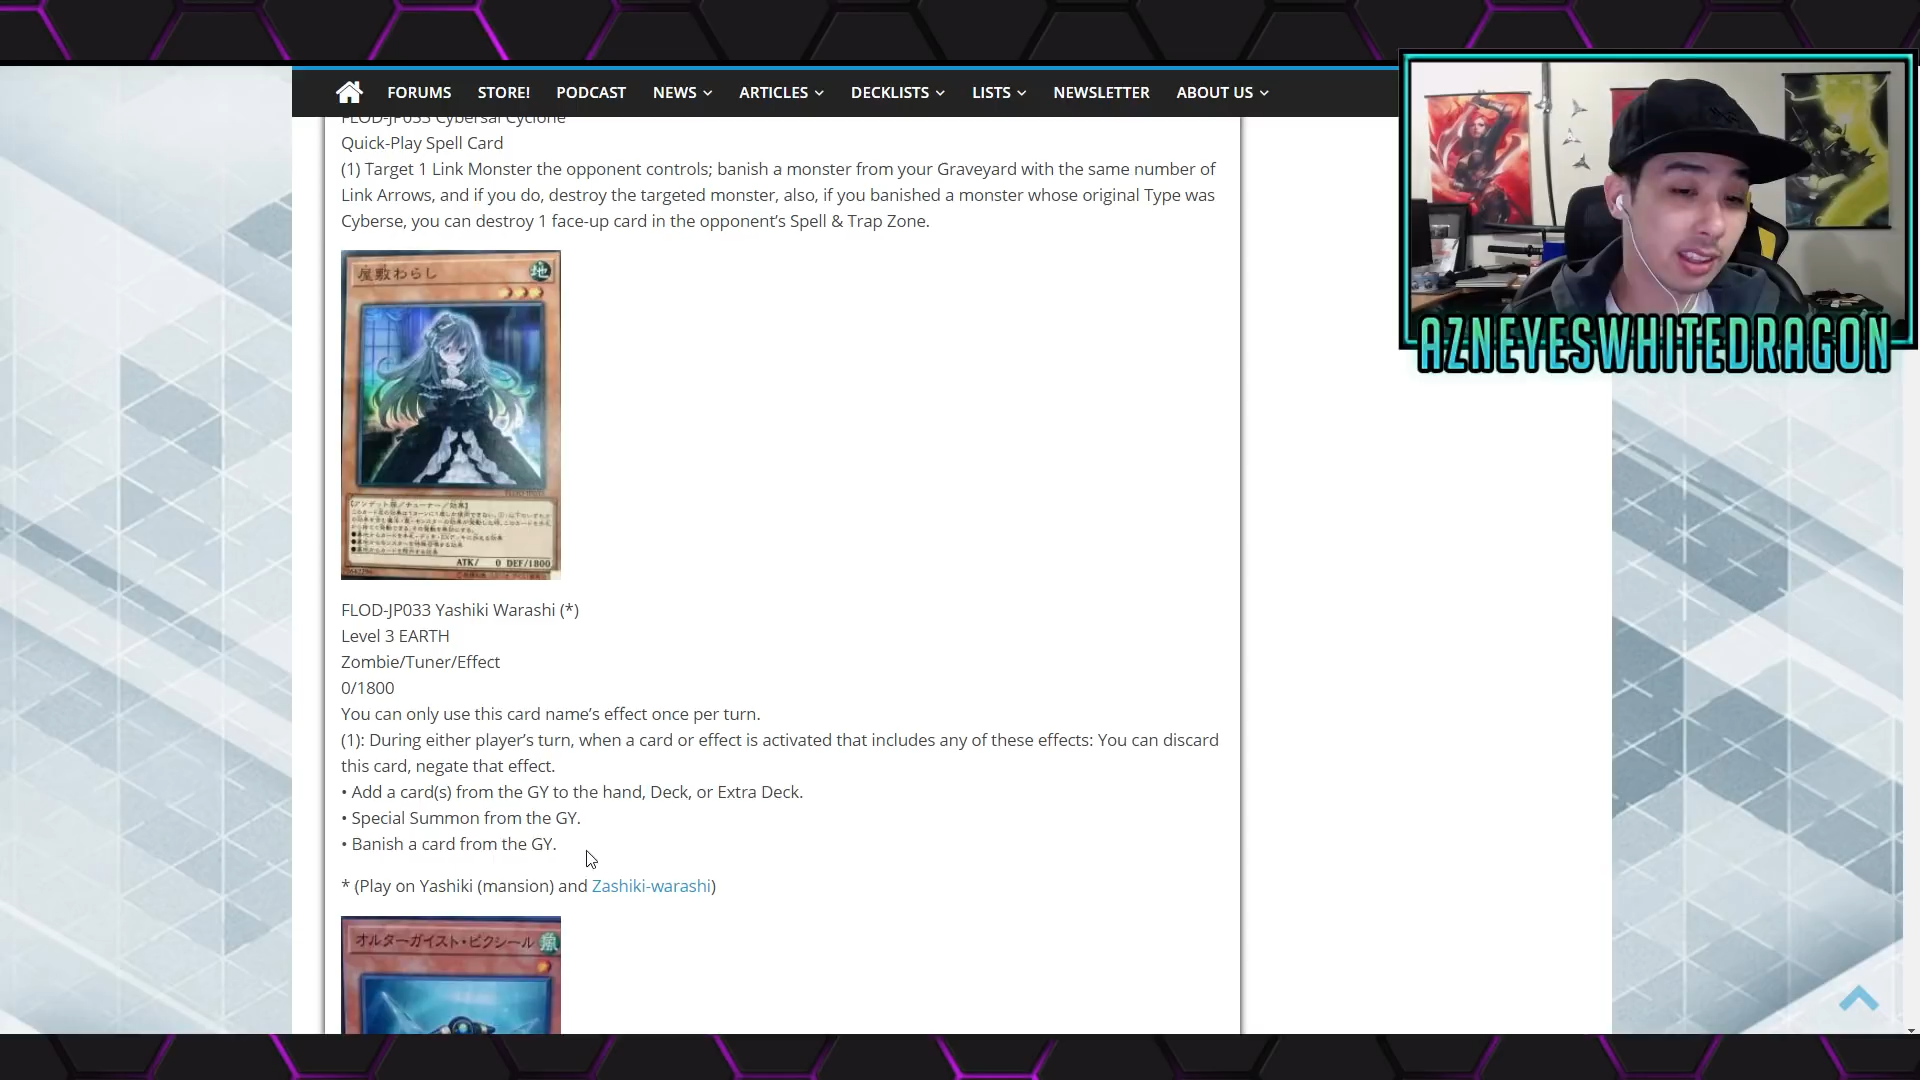 FORUMS STORE! PODCAST NEWS ARTICLES DECKLISTS LISTS NEWSLETTER ABOUT US
FLOD-JP033 Cybersal Cyclone
Quick-Play Spell Card
(1) Target 1 Link Monster the opponent controls; banish a monster from your Graveyard with the same number of
Link Arrows, and if you do, destroy the targeted monster, also, if you banished a monster whose original Type was
Cyberse, you can destroy 1 face-up card in the opponent’s Spell & Trap Zone.
AZNEYESWHITEDRAGON
屋敷わらし
地
ATK/ 0 DEF/1800
FLOD-JP033 Yashiki Warashi (*)
Level 3 EARTH
Zombie/Tuner/Effect
0/1800
You can only use this card name’s effect once per turn.
(1): During either player’s turn, when a card or effect is activated that includes any of these effects: You can discard
this card, negate that effect.
• Add a card(s) from the GY to the hand, Deck, or Extra Deck.
• Special Summon from the GY.
• Banish a card from the GY.
* (Play on Yashiki (mansion) and Zashiki-warashi)
オルターガイスト・ピクシール